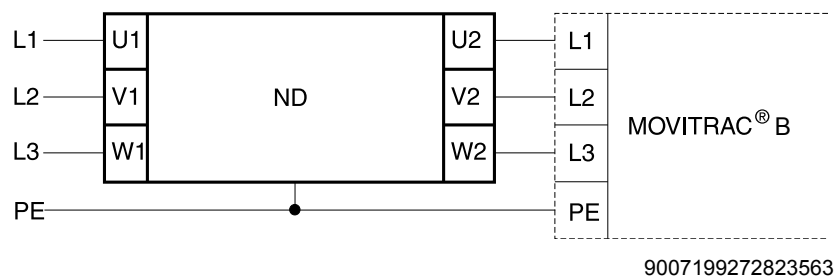 L1 U1 U2 L1
L2 V1 ND V2 L2 MOVITRAC® B
L3 W1 W2 L3
PE PE
9007199272823563